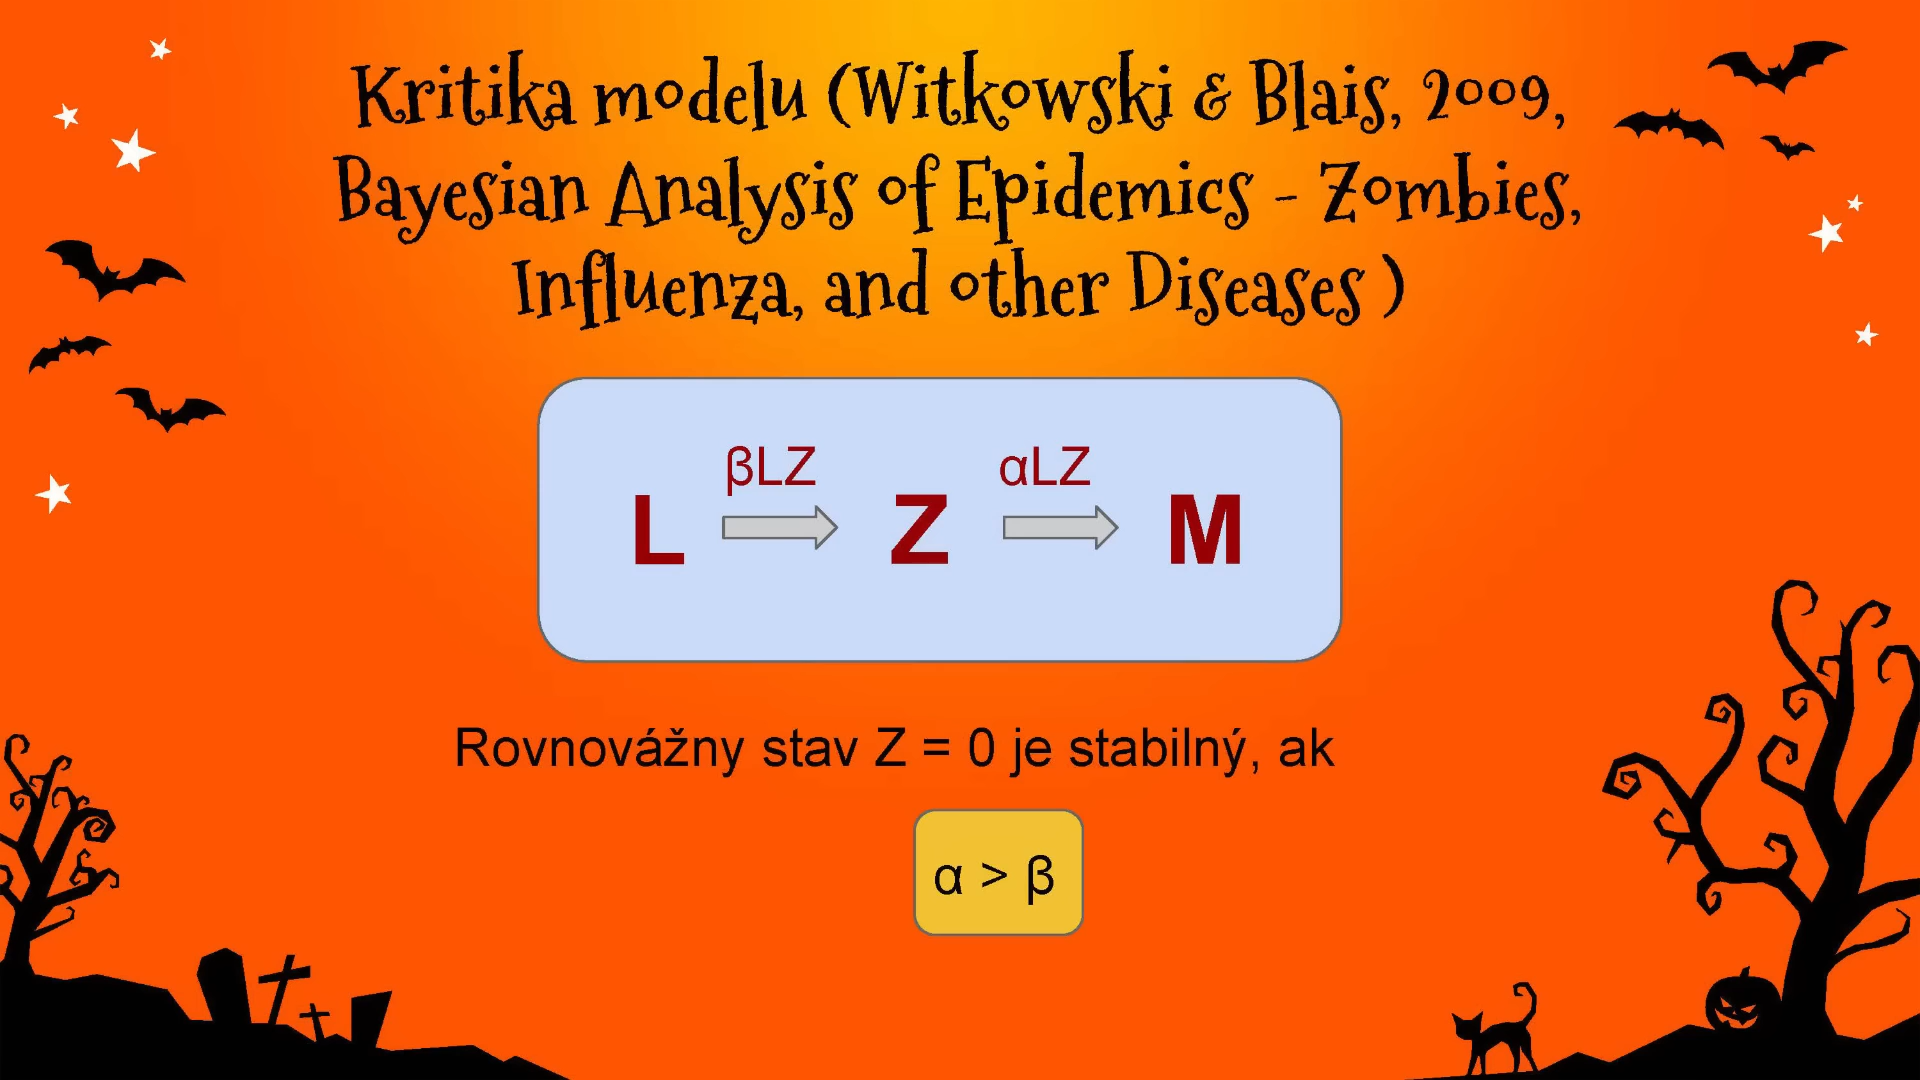 Kritika modelu (Witkowski & Blais, 2009,
Bayesian Analysis of Epidemics - Zombies,
Influenza, and other Diseases )
βLZ αLZ
L Z M
Rovnovážny stav Z = 0 je stabilný, ak
α > β